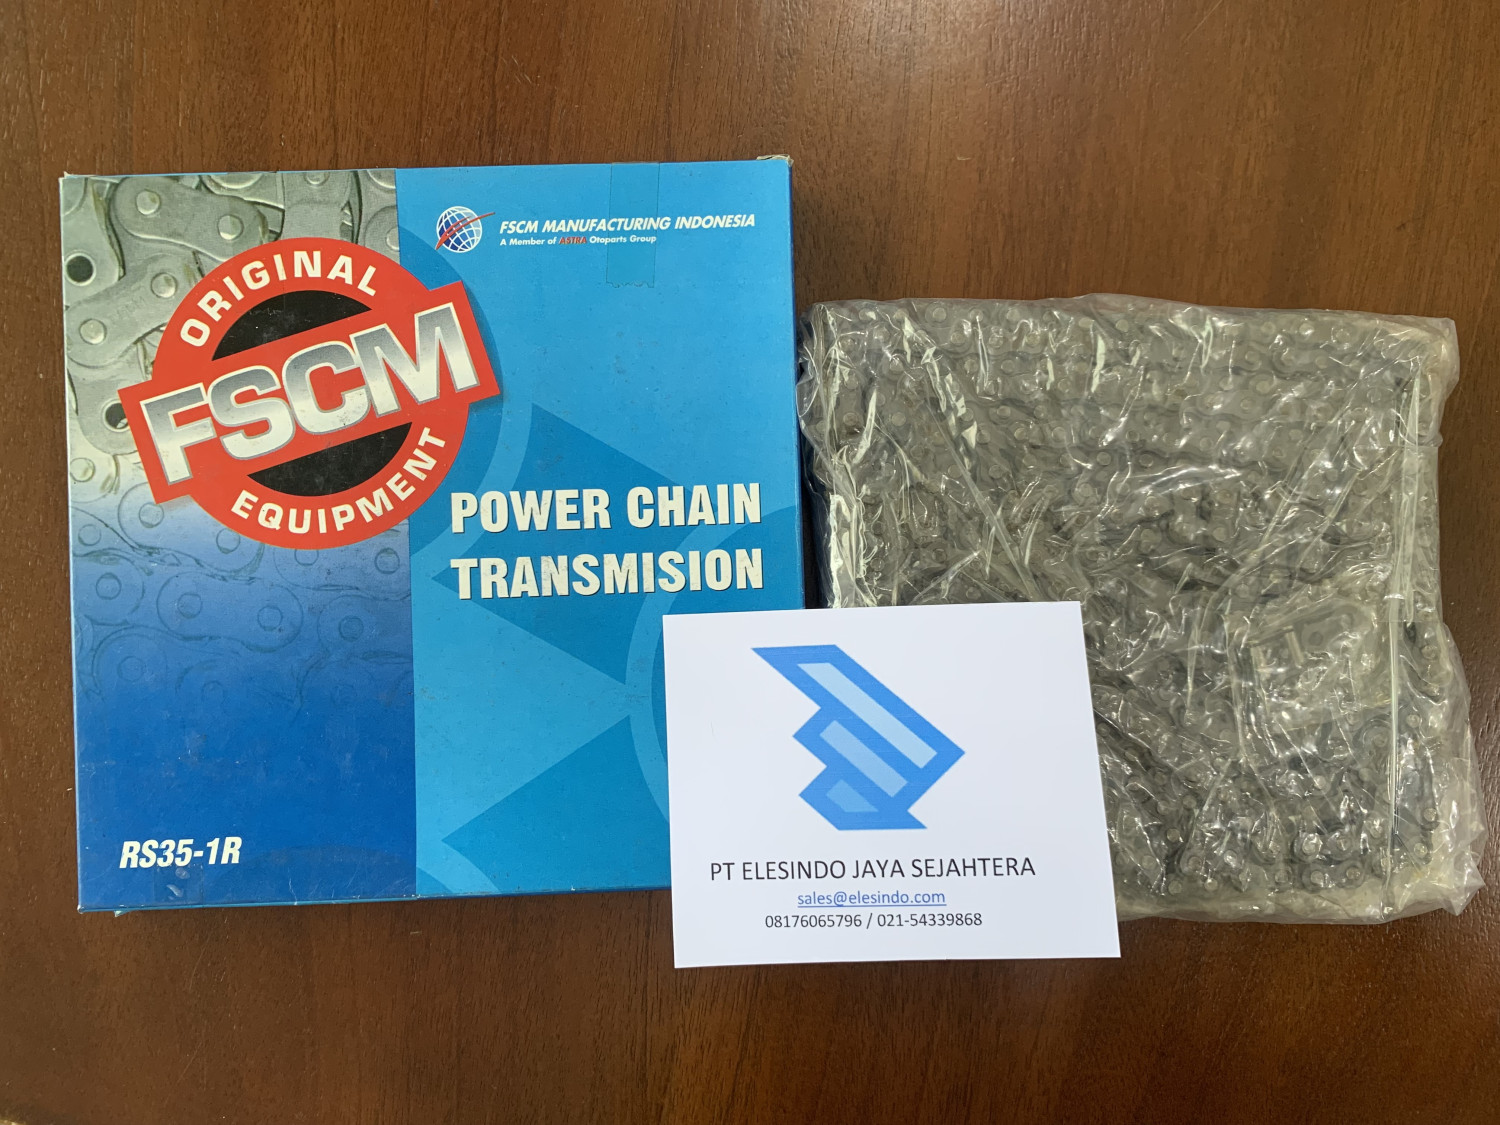 FSCM MANUFACTURING INDONESIA
A Member of ASTRA Otoparts Group
ORIGINAL
FSCM
EQUIPMENT
POWER CHAIN
TRANSMISION
RS35-1R
PT ELESINDO JAYA SEJAHTERA
sales@elesindo.com
08176065796 / 021-54339868